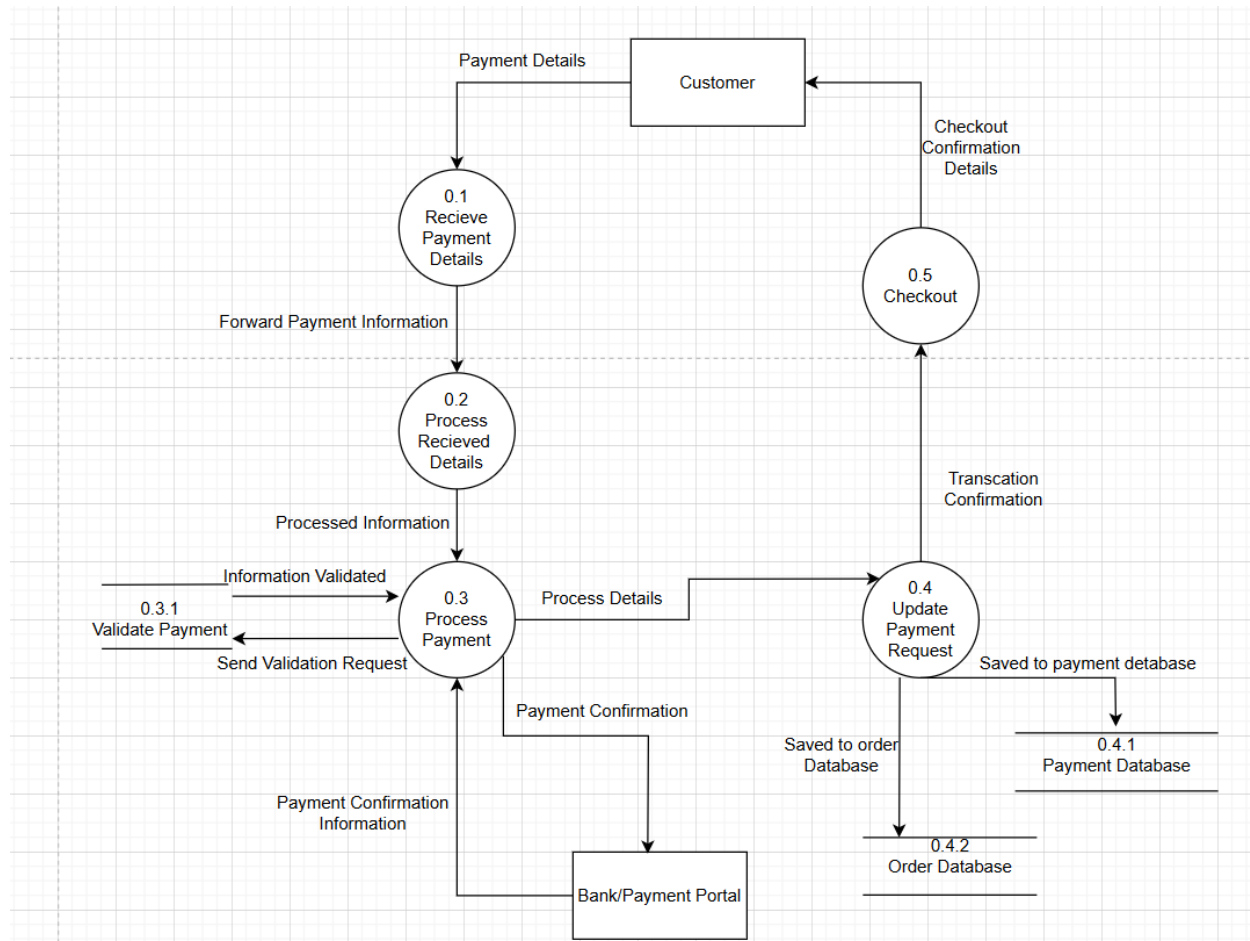 Payment Details
Customer
Checkout
Confirmation
Details
0.1
Recieve
Payment
Details
0.5
Checkout
Forward Payment Information
0.2
Process
Recieved
Details
Transcation
Confirmation
Processed Information
Information Validated
0.3.1
Validate Payment
Send Validation Request
0.3
Process
Payment
Process Details
0.4
Update
Payment
Request
Saved to payment detabase
Payment Confirmation
Saved to order
Database
0.4.1
Payment Database
Payment Confirmation
Information
0.4.2
Order Database
Bank/Payment Portal